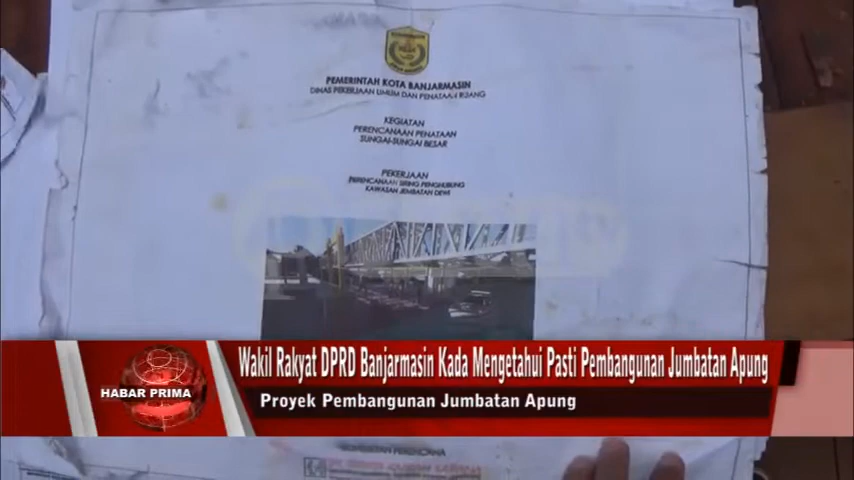 PEMERINTAH KOTA BANJARMASIN
DINAS PEKERJAAN UMUM DAN PENATAAN RUANG
KEGIATAN
PERENCANAAN PENATAAN
SUNGAI-SUNGAI BESAR
PEKERJAAN
PERENCANAAN SIRING PENGHUBUNG
KAWASAN JEMBATAN DEWI
Wakil Rakyat DPRD Banjarmasin Kada Mengetahui Pasti Pembangunan Jumbatan Apung
HABAR PRIMA
Proyek Pembangunan Jumbatan Apung